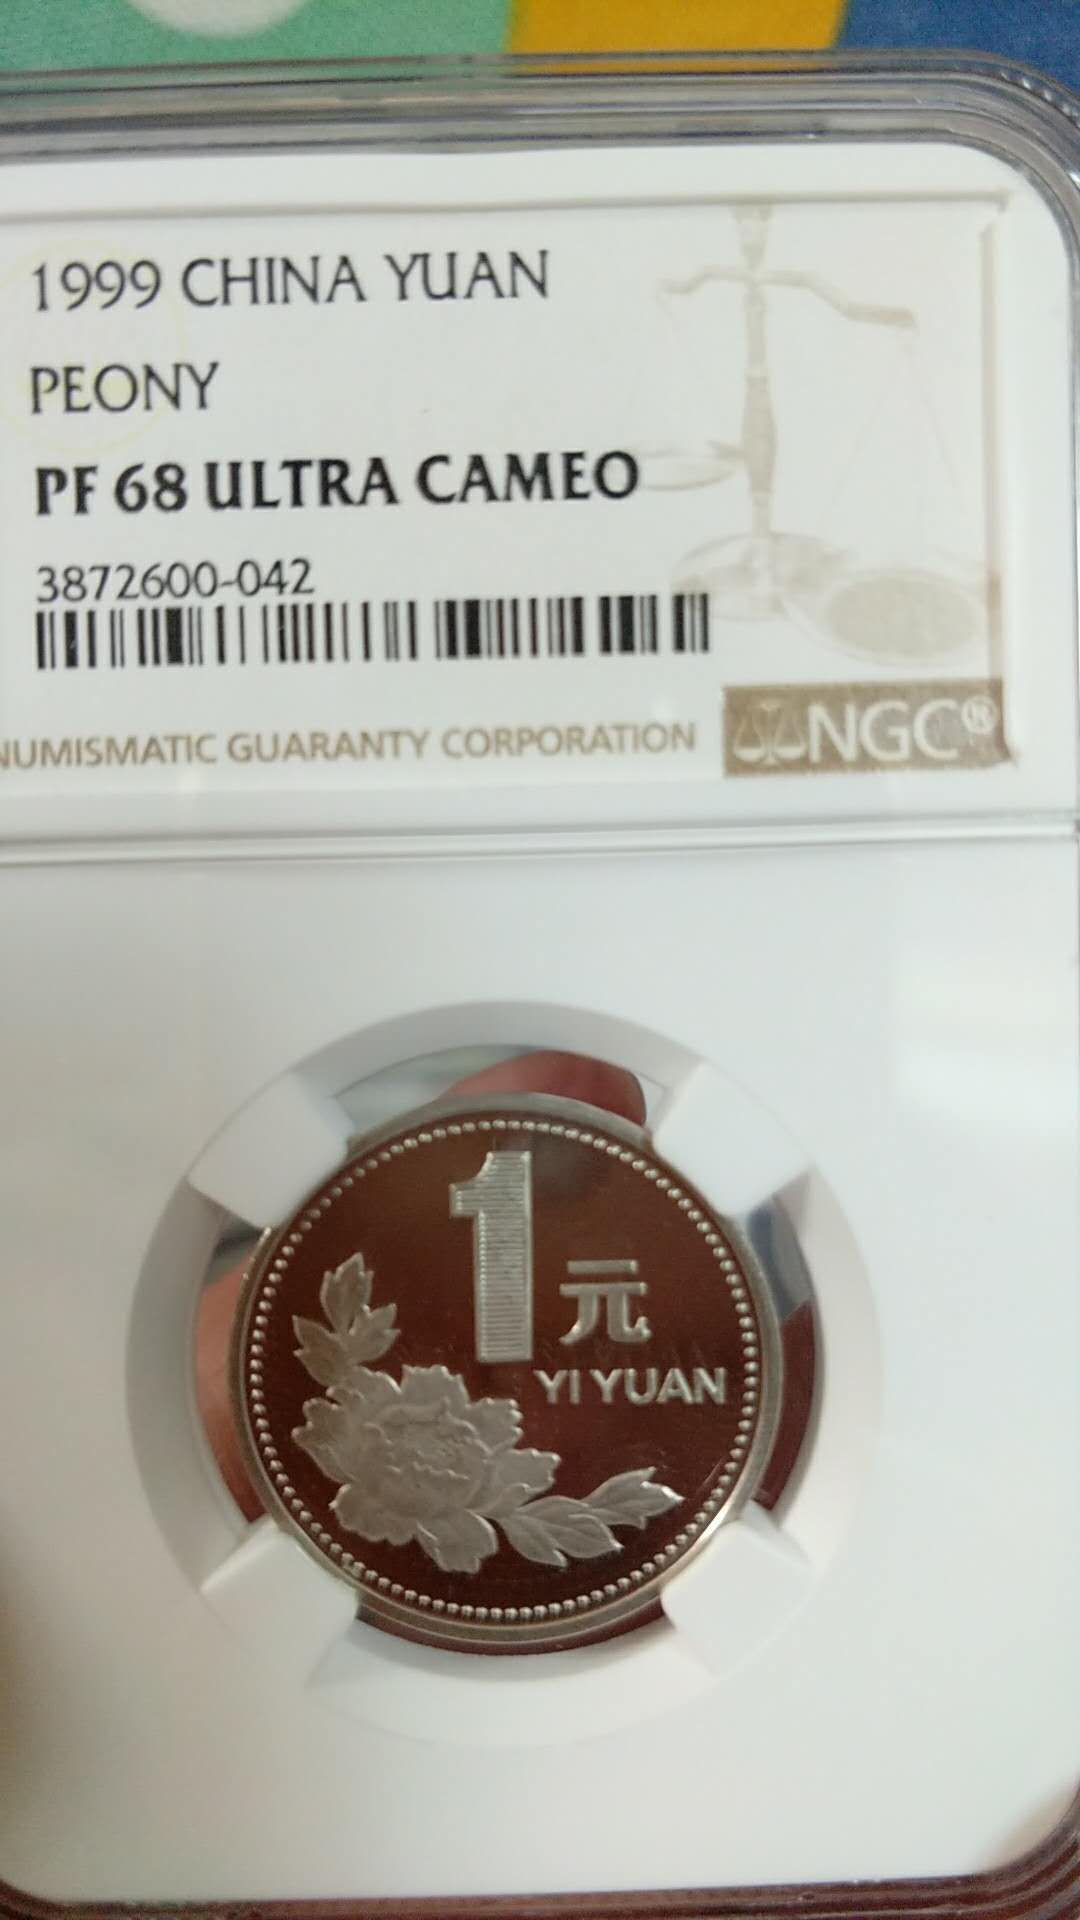 1999 CHINA YUAN
PEONY
PF 68 ULTRA CAMEO
3872600-042
NUMISMATIC GUARANTY CORPORATION
NGC®
1
元
YI YUAN